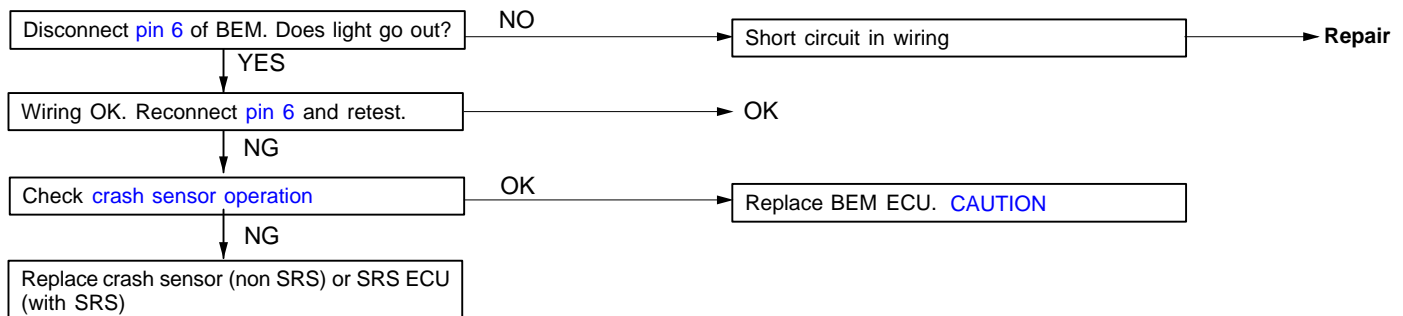 Disconnect pin 6 of BEM. Does light go out?
NO
Short circuit in wiring
Repair
YES
Wiring OK. Reconnect pin 6 and retest.
OK
NG
Check crash sensor operation
OK
Replace BEM ECU. CAUTION
NG
Replace crash sensor (non SRS) or SRS ECU
(with SRS)